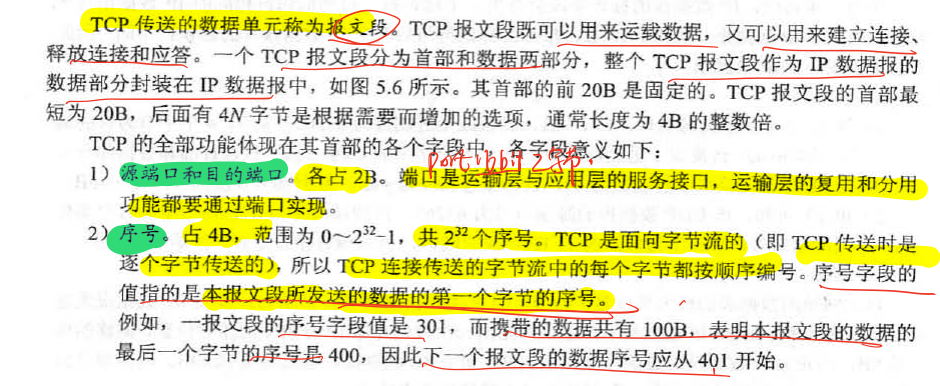 TCP 传送的数据单元称为报文段。TCP 报文段既可以用来运载数据，又可以用来建立连接、
释放连接和应答。一个 TCP 报文段分为首部和数据两部分，整个 TCP 报文段作为 IP 数据报的
数据部分封装在 IP 数据报中，如图 5.6 所示。其首部的前 20B 是固定的。TCP 报文段的首部最
短为 20B，后面有 4N 字节是根据需要而增加的选项，通常长度为 4B 的整数倍。
TCP 的全部功能体现在其首部的各个字段中，各字段意义如下：
port 16bit 2字节.
1）源端口和目的端口。各占 2B。端口是运输层与应用层的服务接口，运输层的复用和分用
功能都要通过端口实现。
2）序号。占 4B，范围为 0～2³²-1，共 2³² 个序号。TCP 是面向字节流的（即 TCP 传送时是
逐个字节传送的），所以 TCP 连接传送的字节流中的每个字节都按顺序编号。序号字段的
值指的是本报文段所发送的数据的第一个字节的序号。
例如，一报文段的序号字段值是 301，而携带的数据共有 100B，表明本报文段的数据的
最后一个字节的序号是 400，因此下一个报文段的数据序号应从 401 开始。